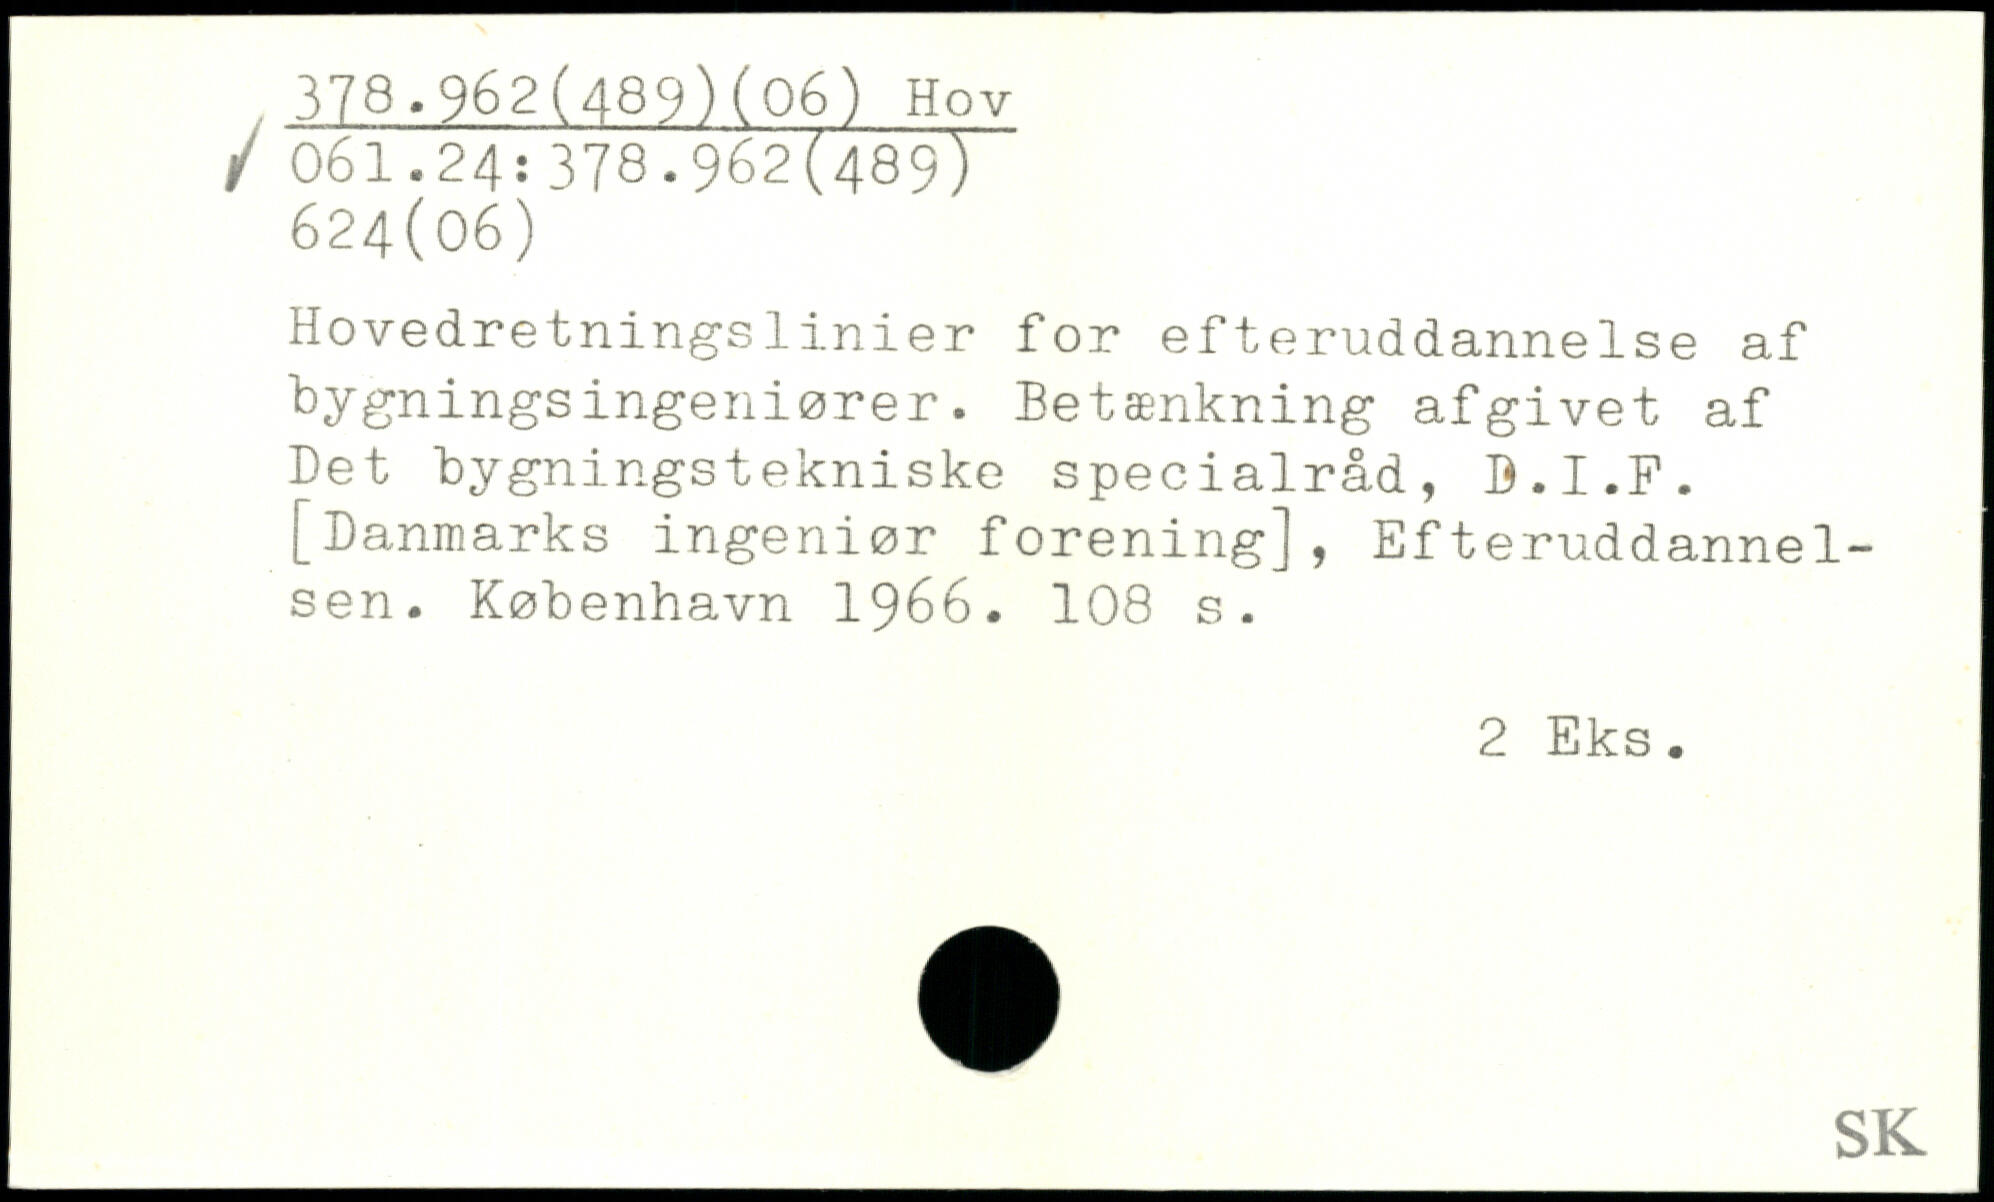 378.962(489)(06) Hov
✓ 061.24:378.962(489)
624(06)
Hovedretningslinier for efteruddannelse af
bygningsingeniører. Betænkning afgivet af
Det bygningstekniske specialråd, D.I.F.
[Danmarks ingeniør forening], Efteruddannel-
sen. København 1966. 108 s.
2 Eks.
SK